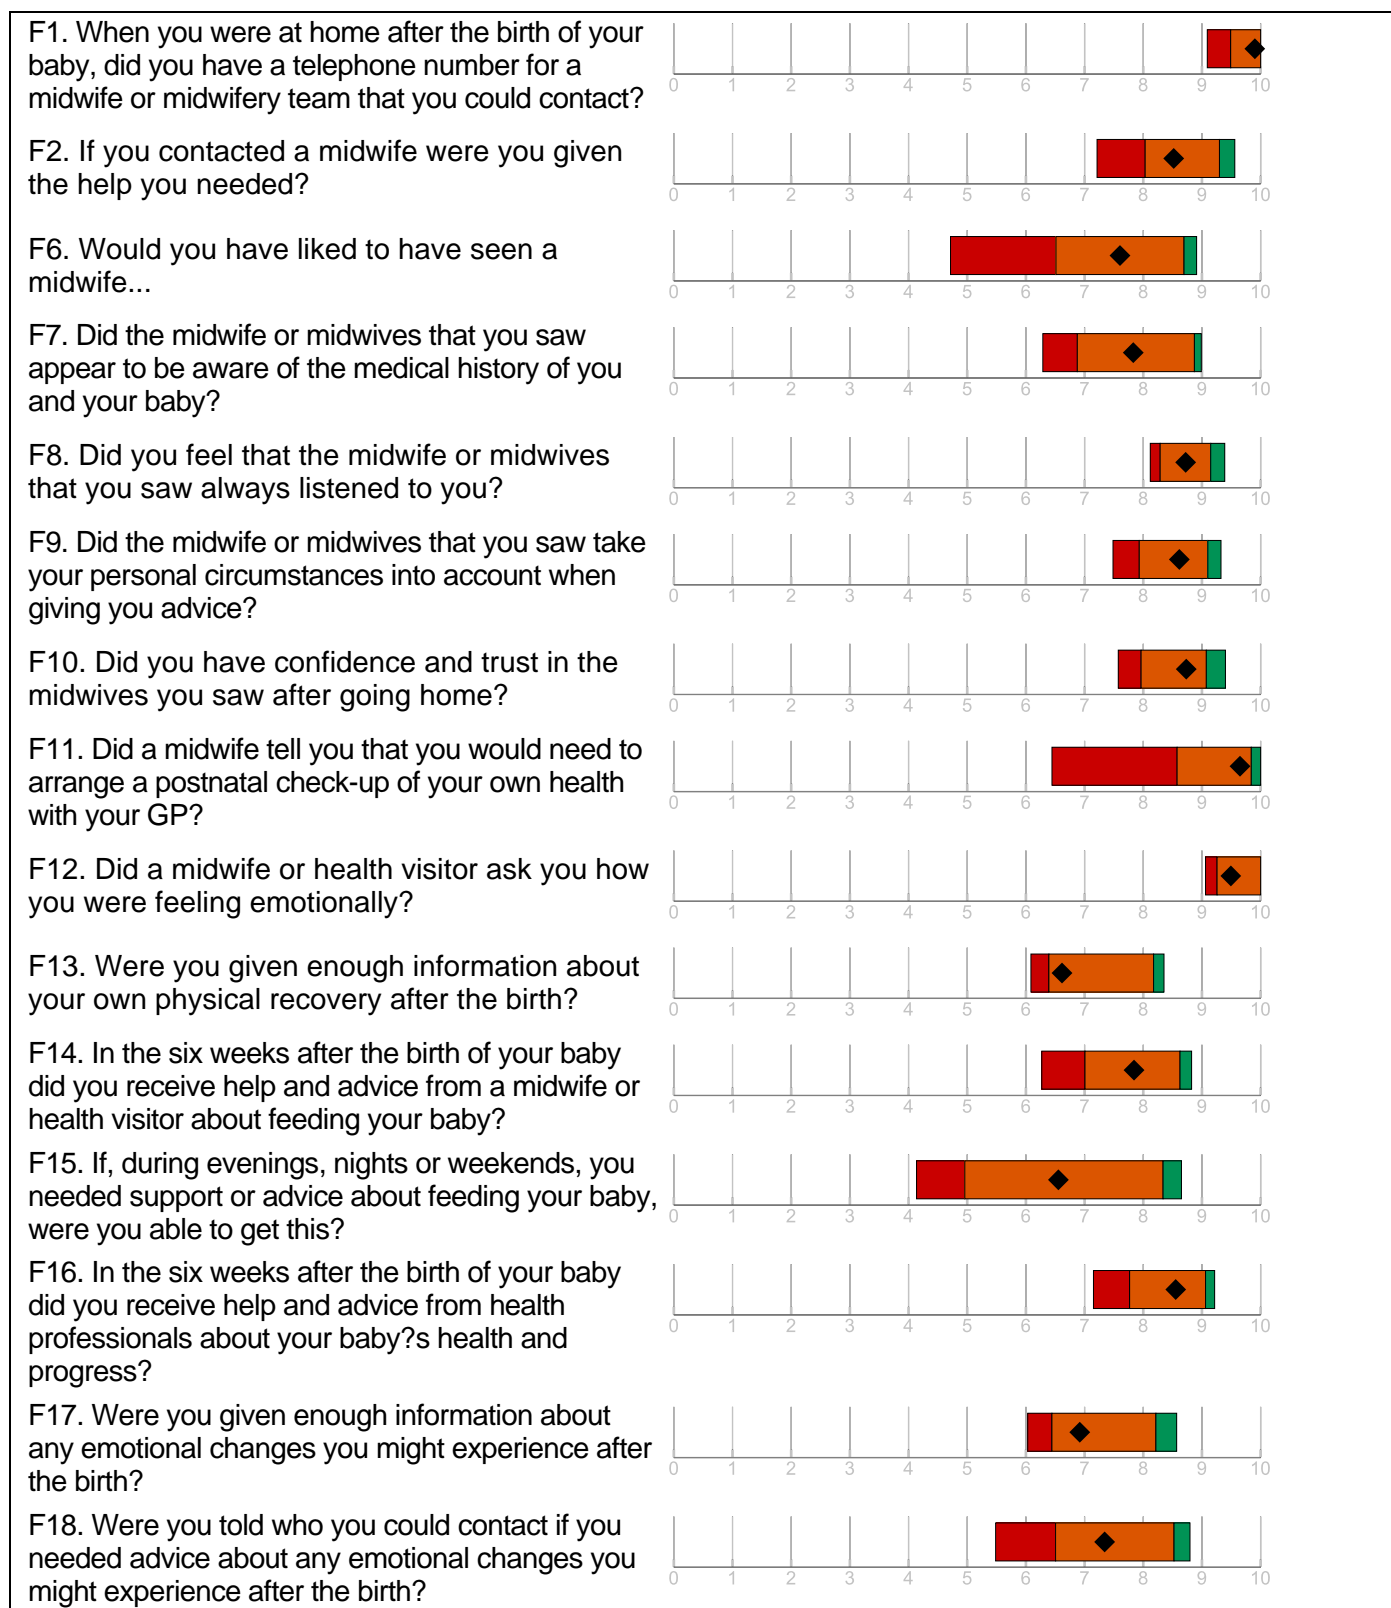 F1. When you were at home after the birth of your
baby, did you have a telephone number for a
midwife or midwifery team that you could contact?
0 1 2 3 4 5 6 7 8 9 10
F2. If you contacted a midwife were you given
the help you needed?
0 1 2 3 4 5 6 7 8 9 10
F6. Would you have liked to have seen a
midwife...
0 1 2 3 4 5 6 7 8 9 10
F7. Did the midwife or midwives that you saw
appear to be aware of the medical history of you
and your baby?
0 1 2 3 4 5 6 7 8 9 10
F8. Did you feel that the midwife or midwives
that you saw always listened to you?
0 1 2 3 4 5 6 7 8 9 10
F9. Did the midwife or midwives that you saw take
your personal circumstances into account when
giving you advice?
0 1 2 3 4 5 6 7 8 9 10
F10. Did you have confidence and trust in the
midwives you saw after going home?
0 1 2 3 4 5 6 7 8 9 10
F11. Did a midwife tell you that you would need to
arrange a postnatal check-up of your own health
with your GP?
0 1 2 3 4 5 6 7 8 9 10
F12. Did a midwife or health visitor ask you how
you were feeling emotionally?
0 1 2 3 4 5 6 7 8 9 10
F13. Were you given enough information about
your own physical recovery after the birth?
0 1 2 3 4 5 6 7 8 9 10
F14. In the six weeks after the birth of your baby
did you receive help and advice from a midwife or
health visitor about feeding your baby?
0 1 2 3 4 5 6 7 8 9 10
F15. If, during evenings, nights or weekends, you
needed support or advice about feeding your baby,
were you able to get this?
0 1 2 3 4 5 6 7 8 9 10
F16. In the six weeks after the birth of your baby
did you receive help and advice from health
professionals about your baby?s health and
progress?
0 1 2 3 4 5 6 7 8 9 10
F17. Were you given enough information about
any emotional changes you might experience after
the birth?
0 1 2 3 4 5 6 7 8 9 10
F18. Were you told who you could contact if you
needed advice about any emotional changes you
might experience after the birth?
0 1 2 3 4 5 6 7 8 9 10